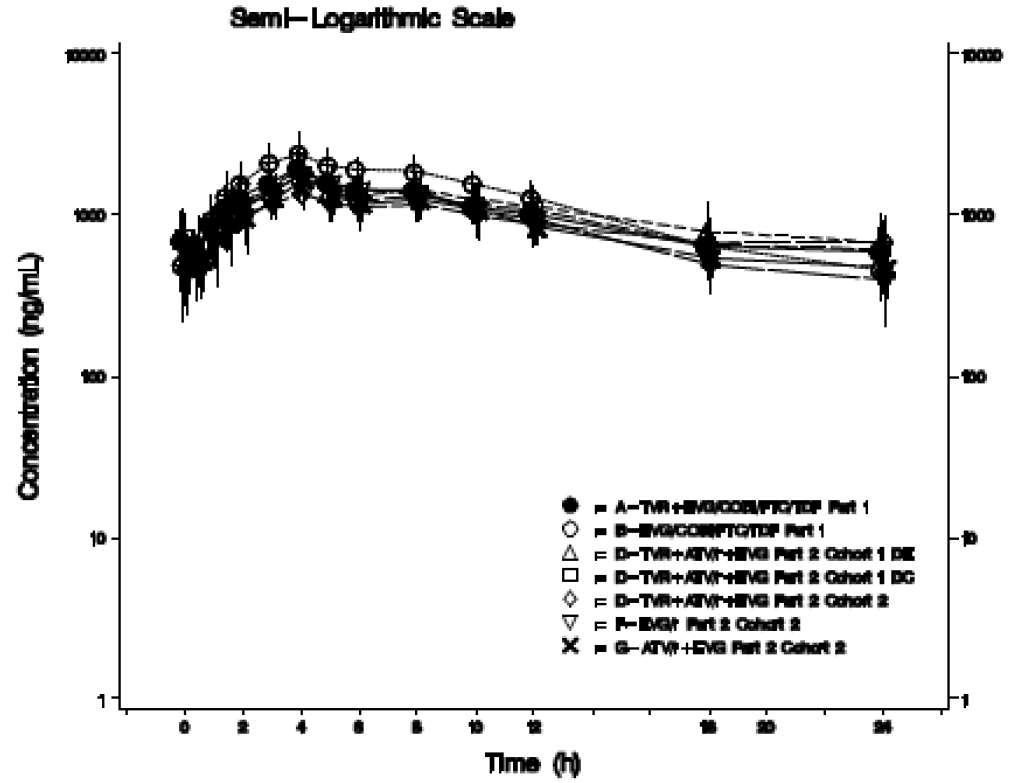 Semi-Logarithmic Scale
10000 10000
1000 1000
100 100
10 10
1 1
Concentration (ng/mL)
● = A-TVR+EVG/COBI/FTC/TDF Part 1
○ = B-EVG/COBI/FTC/TDF Part 1
△ = D-TVR+ATV/r+EVG Part 2 Cohort 1 DE
□ = D-TVR+ATV/r+EVG Part 2 Cohort 1 DC
◇ = D-TVR+ATV/r+EVG Part 2 Cohort 2
▽ = F-EVG/r Part 2 Cohort 2
× = G-ATV/r+EVG Part 2 Cohort 2
0 2 4 6 8 10 12 18 20 24
Time (h)